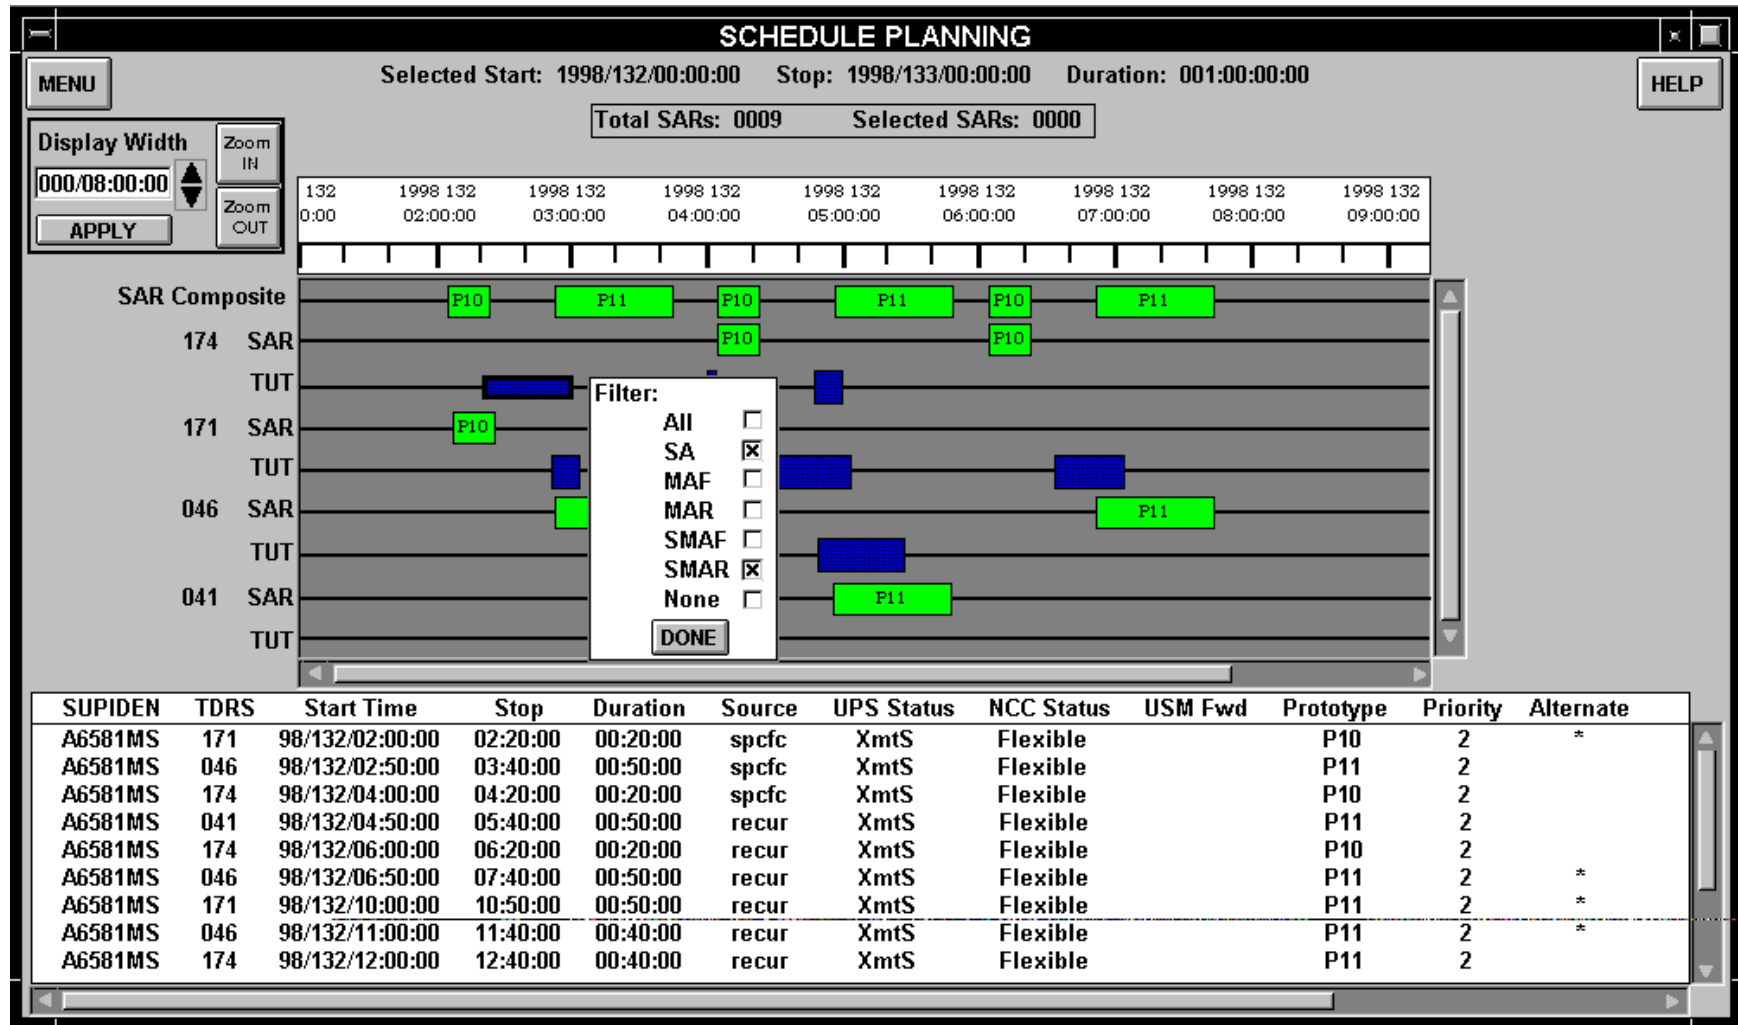 SCHEDULE PLANNING
MENU
Selected Start: 1998/132/00:00:00 Stop: 1998/133/00:00:00 Duration: 001:00:00:00
HELP
Total SARs: 0009 Selected SARs: 0000
Display Width
000/08:00:00
APPLY
Zoom
IN
Zoom
OUT
132 1998 132 1998 132 1998 132 1998 132 1998 132 1998 132 1998 132 1998 132
0:00 02:00:00 03:00:00 04:00:00 05:00:00 06:00:00 07:00:00 08:00:00 09:00:00
SAR Composite P10 P11 P10 P11 P10 P11
174 SAR P10 P10
TUT
171 SAR P10
TUT
046 SAR P11
TUT
041 SAR P11
TUT
Filter:
All
SA
MAF
MAR
SMAF
SMAR
None
DONE
SUPIDEN TDRS Start Time Stop Duration Source UPS Status NCC Status USM Fwd Prototype Priority Alternate
A6581MS 171 98/132/02:00:00 02:20:00 00:20:00 spcfc XmtS Flexible P10 2 *
A6581MS 046 98/132/02:50:00 03:40:00 00:50:00 spcfc XmtS Flexible P11 2
A6581MS 174 98/132/04:00:00 04:20:00 00:20:00 spcfc XmtS Flexible P10 2
A6581MS 041 98/132/04:50:00 05:40:00 00:50:00 recur XmtS Flexible P11 2
A6581MS 174 98/132/06:00:00 06:20:00 00:20:00 recur XmtS Flexible P10 2
A6581MS 046 98/132/06:50:00 07:40:00 00:50:00 recur XmtS Flexible P11 2 *
A6581MS 171 98/132/10:00:00 10:50:00 00:50:00 recur XmtS Flexible P11 2 *
A6581MS 046 98/132/11:00:00 11:40:00 00:40:00 recur XmtS Flexible P11 2 *
A6581MS 174 98/132/12:00:00 12:40:00 00:40:00 recur XmtS Flexible P11 2